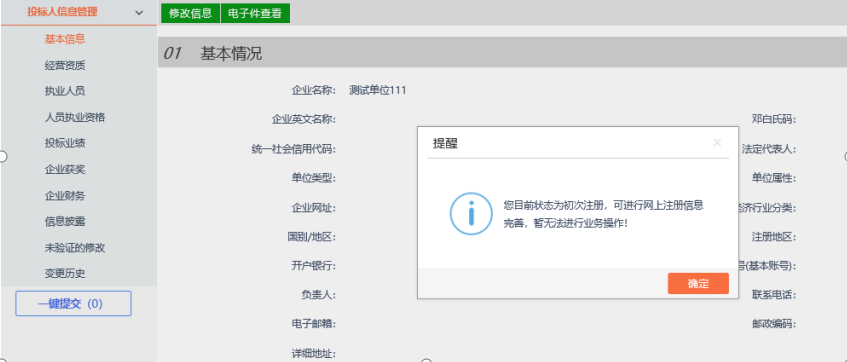 投标人信息管理
修改信息 电子件查看
基本信息
经营资质
执业人员
人员执业资格
投标业绩
企业获奖
企业财务
信息披露
未验证的修改
变更历史
一键提交（0）
01 基本情况
企业名称: 测试单位111
企业英文名称:
邓白氏码:
统一社会信用代码:
法定代表人:
单位类型:
单位属性:
企业网址:
济行业分类:
国别/地区:
注册地区:
开户银行:
号(基本账号):
负责人:
联系电话:
电子邮箱:
邮政编码:
详细地址:
提醒
×
您目前状态为初次注册，可进行网上注册信息
完善，暂无法进行业务操作!
确定